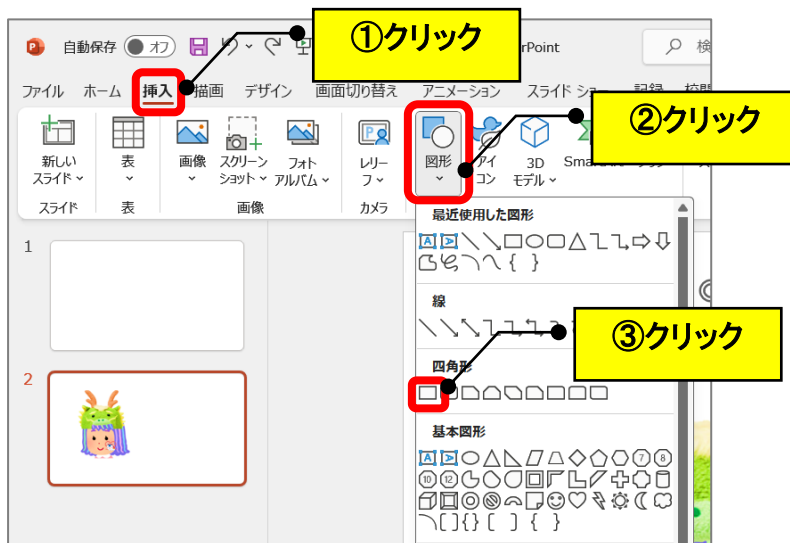 ①クリック
自動保存 オフ
rPoint
検
ファイル ホーム 挿入 描画 デザイン 画面切り替え アニメーション スライド ショー 記録 校閲
②クリック
新しい
スライド
表
画像
スクリーン
ショット
フォト
アルバム
レリー
フ
図形
アイ
コン
3D
モデル
スライド 表 画像 カメラ
最近使用した図形
1
線
③クリック
四角形
2
基本図形